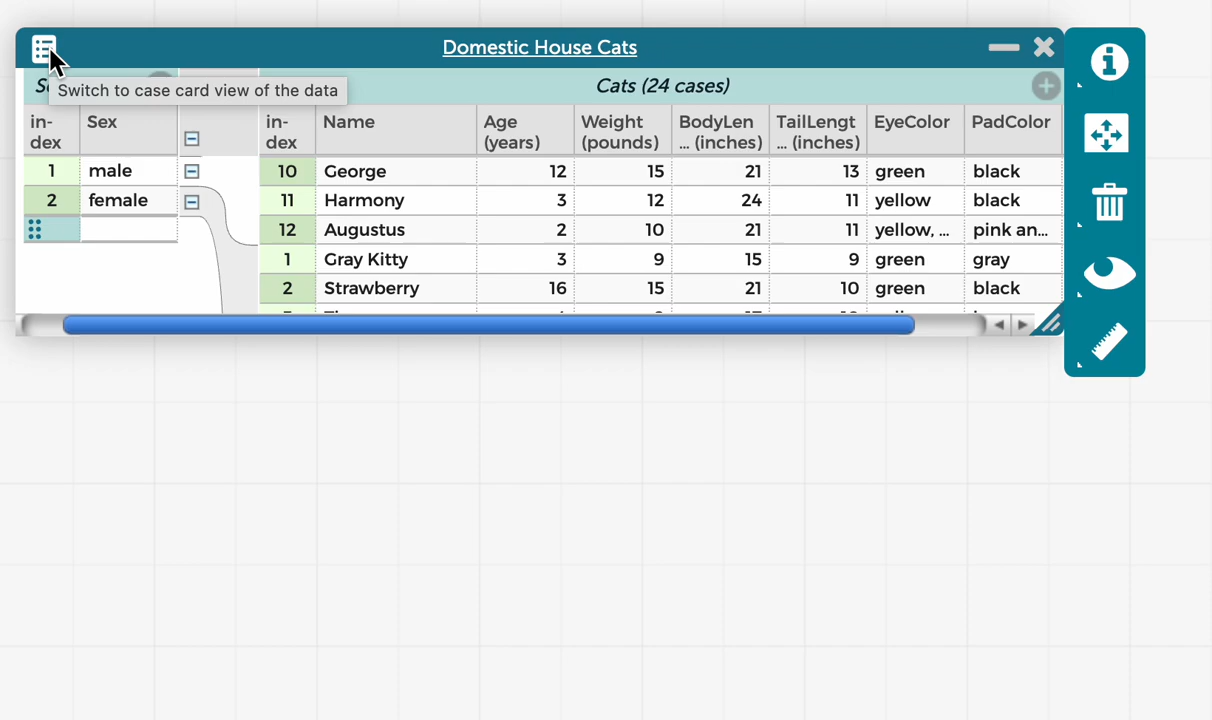 Domestic House Cats
Switch to case card view of the data
Cats (24 cases)
in-dex Sex
1 male
2 female
in-dex Name Age (years) Weight (pounds) BodyLen ... (inches) TailLengt ... (inches) EyeColor PadColor
10 George 12 15 21 13 green black
11 Harmony 3 12 24 11 yellow black
12 Augustus 2 10 21 11 yellow, ... pink an...
1 Gray Kitty 3 9 15 9 green gray
2 Strawberry 16 15 21 10 green black